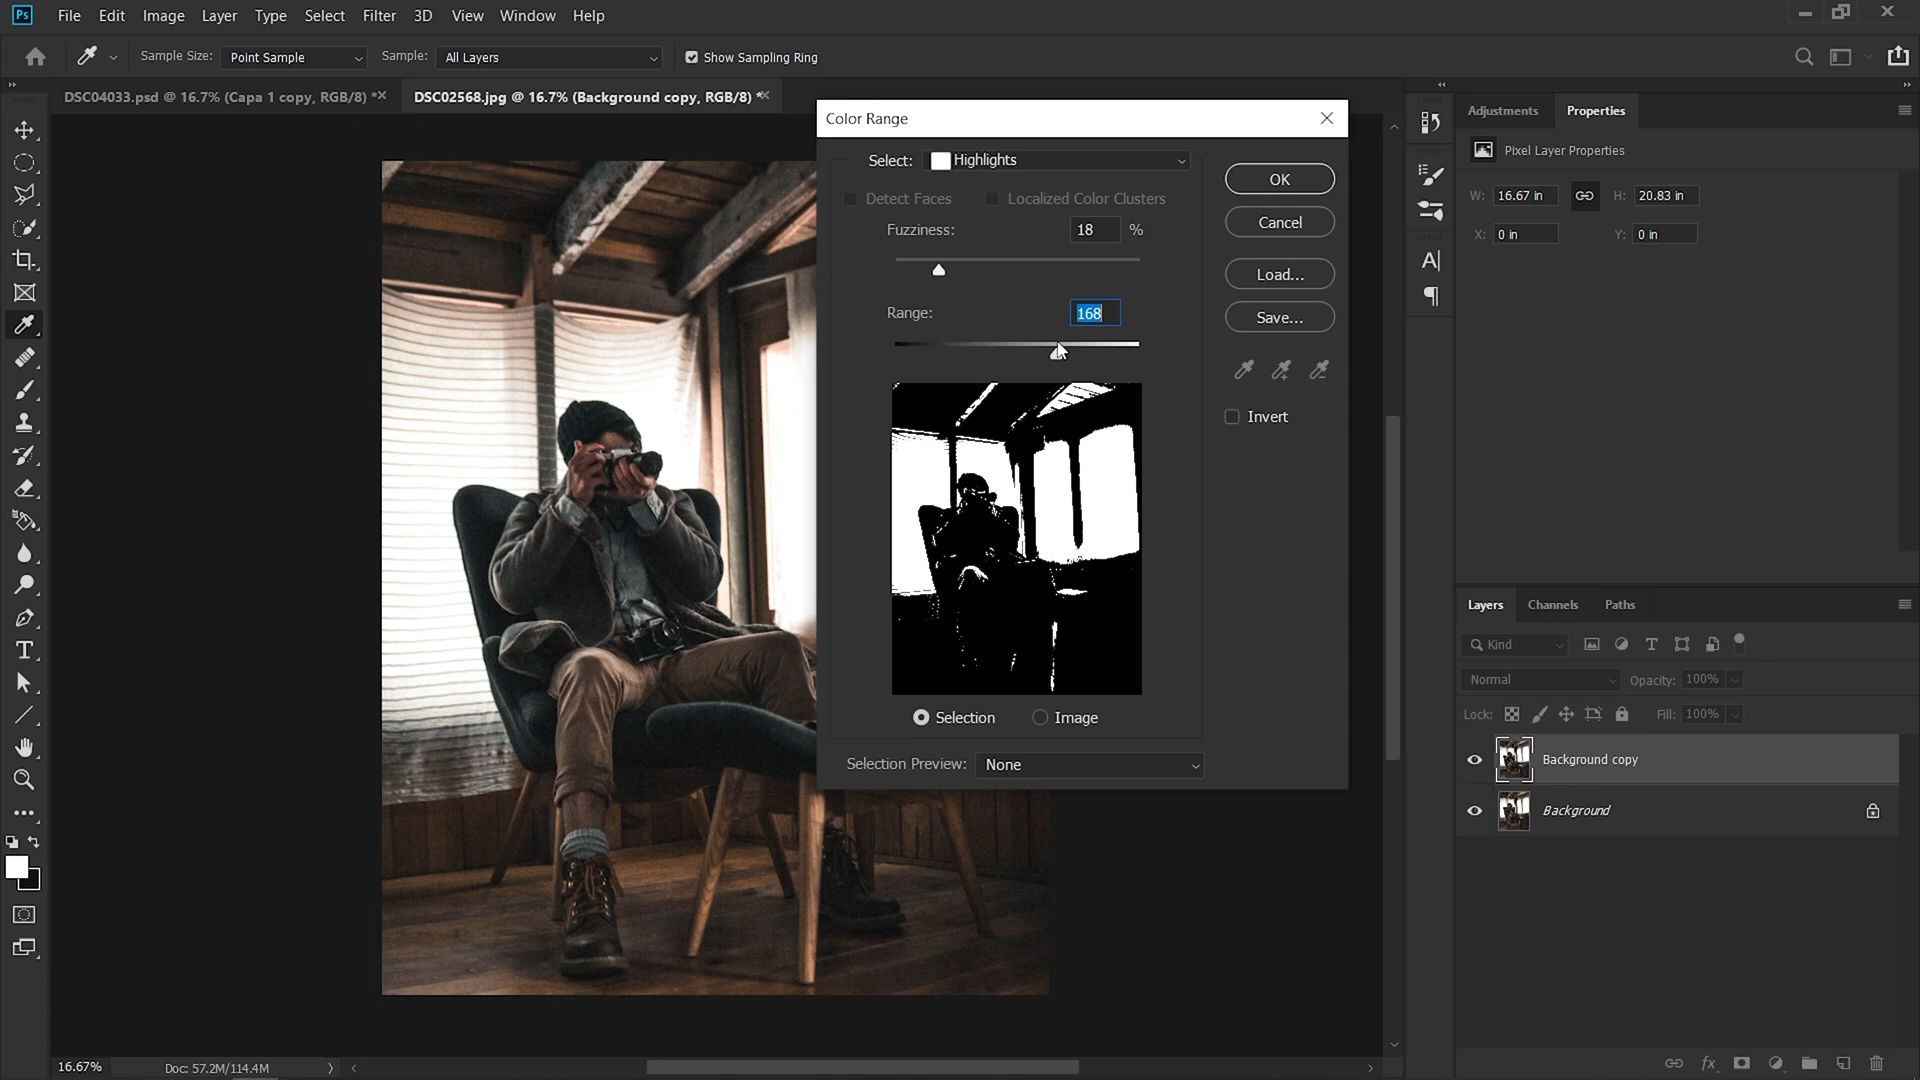 Ps File Edit Image Layer Type Select Filter 3D View Window Help
Sample Size: Point Sample Sample: All Layers Show Sampling Ring
DSC04033.psd @ 16.7% (Capa 1 copy, RGB/8) * DSC02568.jpg @ 16.7% (Background copy, RGB/8) *
Color Range
Select: Highlights
Detect Faces Localized Color Clusters
Fuzziness: 18 %
Range: 168
OK
Cancel
Load...
Save...
Invert
Selection Image
Selection Preview: None
Adjustments Properties
Pixel Layer Properties
W: 16.67 in H: 20.83 in
X: 0 in Y: 0 in
Layers Channels Paths
Kind
Normal Opacity: 100%
Lock: Fill: 100%
Background copy
Background
16.67% Doc: 57.2M/114.4M